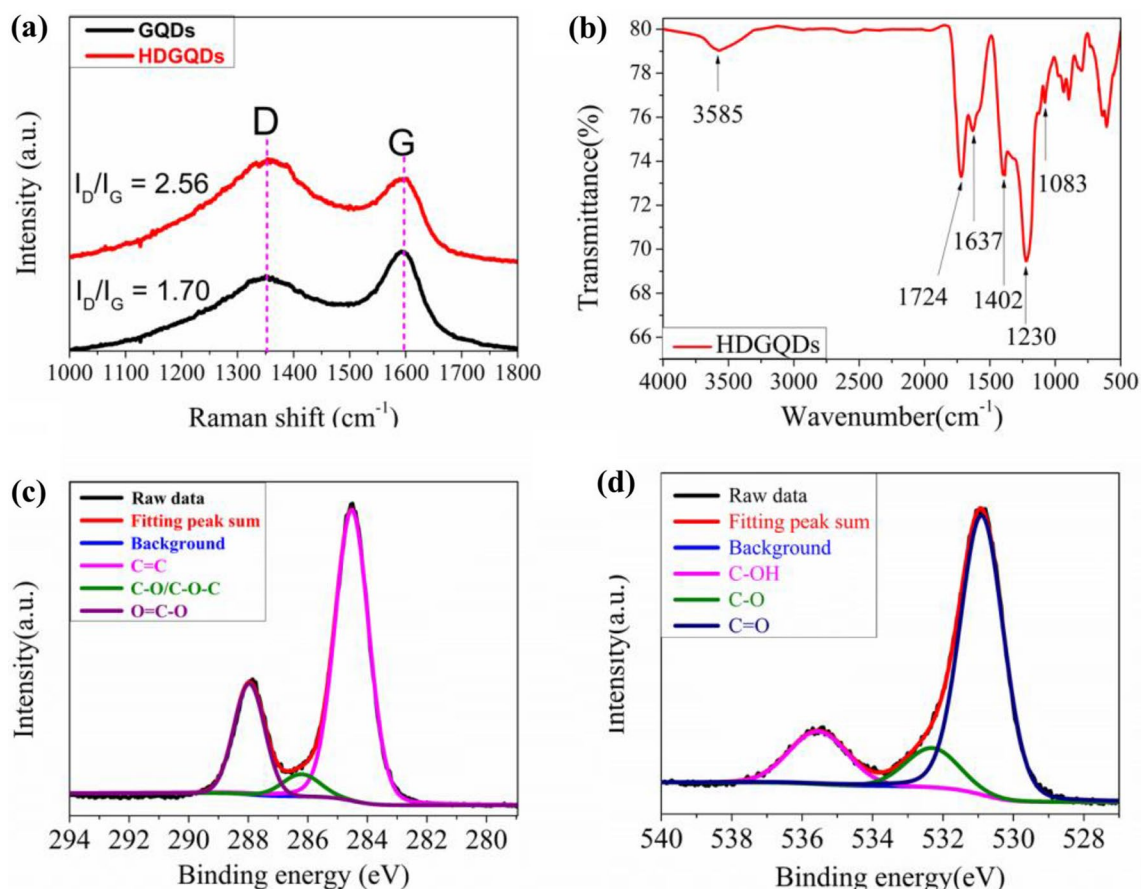 (a)
GQDs
HDGQDs
D
G
I_D/I_G = 2.56
I_D/I_G = 1.70
Intensity (a.u.)
1000 1100 1200 1300 1400 1500 1600 1700 1800
Raman shift (cm⁻¹)
(b)
80
78
76
74
72
70
68
66
Transmittance(%)
3585
1083
1637
1724
1402
1230
HDGQDs
4000 3500 3000 2500 2000 1500 1000 500
Wavenumber(cm⁻¹)
(c)
Raw data
Fitting peak sum
Background
C=C
C-O/C-O-C
O=C-O
Intensity(a.u.)
294 292 290 288 286 284 282 280
Binding energy (eV)
(d)
Raw data
Fitting peak sum
Background
C-OH
C-O
C=O
Intensity(a.u.)
540 538 536 534 532 530 528
Binding energy(eV)